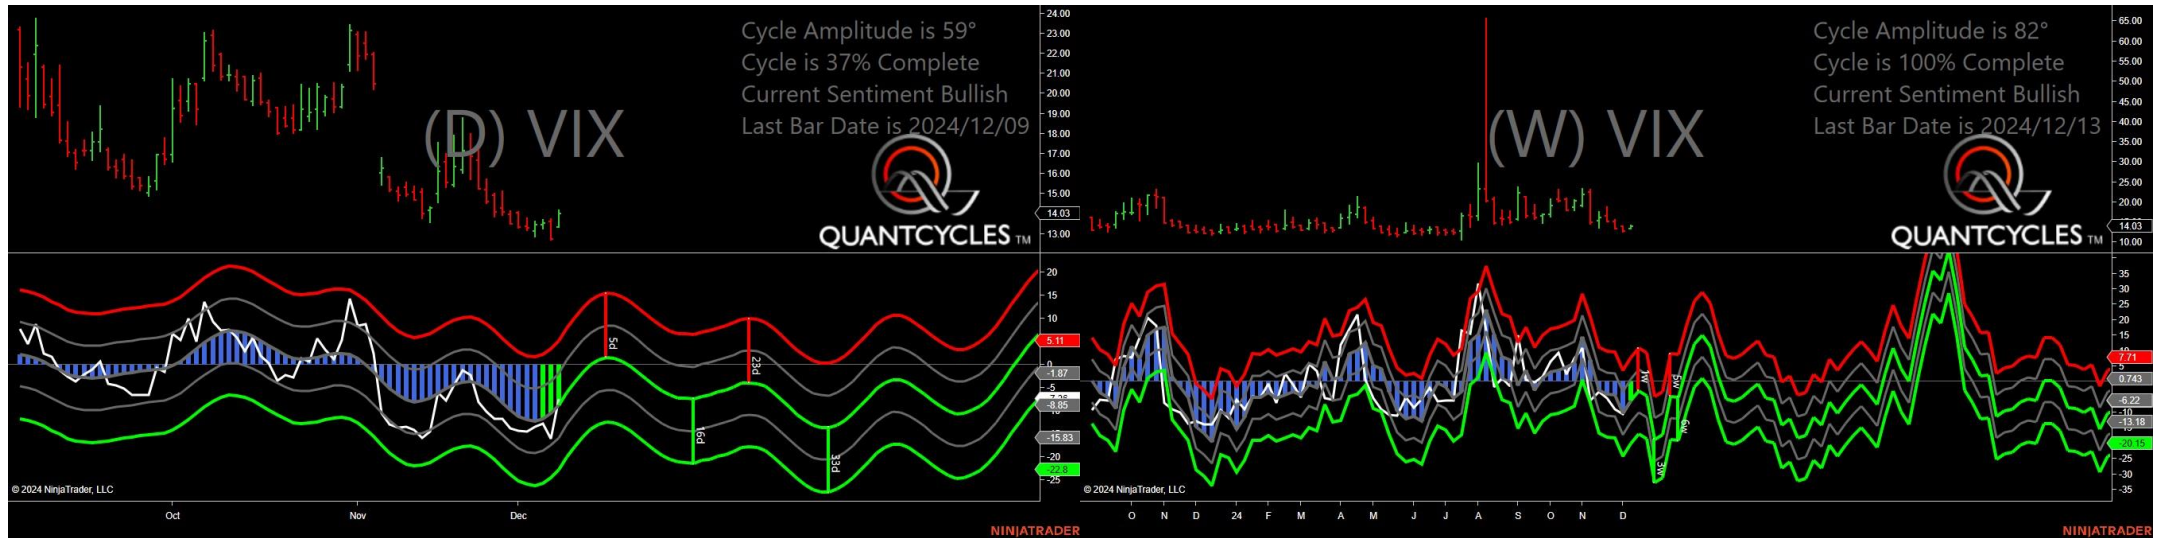 Cycle Amplitude is 59°
Cycle is 37% Complete
Current Sentiment Bullish
Last Bar Date is 2024/12/09
(D) VIX
QUANTCYCLES TM
24.00
23.00
22.00
21.00
20.00
19.00
18.00
17.00
16.00
15.00
14.03
13.00
20
15
10
5.11
0
-1.87
-5
-8.85
-15.83
-20
-22.8
-25
5d
23d
16d
33d
© 2024 NinjaTrader, LLC
Oct
Nov
Dec
NINJATRADER
Cycle Amplitude is 82°
Cycle is 100% Complete
Current Sentiment Bullish
Last Bar Date is 2024/12/13
(W) VIX
QUANTCYCLES TM
65.00
60.00
55.00
50.00
45.00
40.00
35.00
30.00
25.00
20.00
14.03
10.00
35
30
25
20
15
10
7.71
5
0.743
-6.22
-10
-13.18
-20.15
-25
-30
-35
3w
6w
© 2024 NinjaTrader, LLC
O N D 24 F M A M J J A S O N D
NINJATRADER